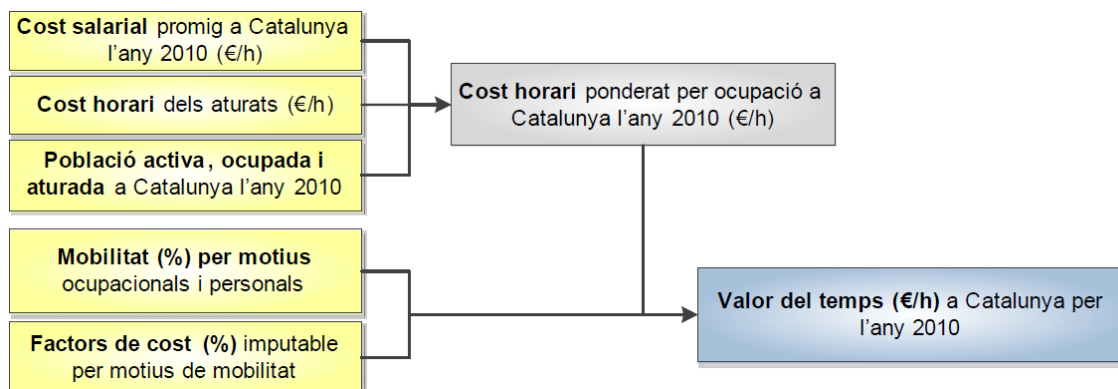 Cost salarial promig a Catalunya
l'any 2010 (€/h)
Cost horari dels aturats (€/h)
Població activa, ocupada i
aturada a Catalunya l'any 2010
Cost horari ponderat per ocupació a
Catalunya l'any 2010 (€/h)
Mobilitat (%) per motius
ocupacionals i personals
Factors de cost (%) imputable
per motius de mobilitat
Valor del temps (€/h) a Catalunya per
l'any 2010